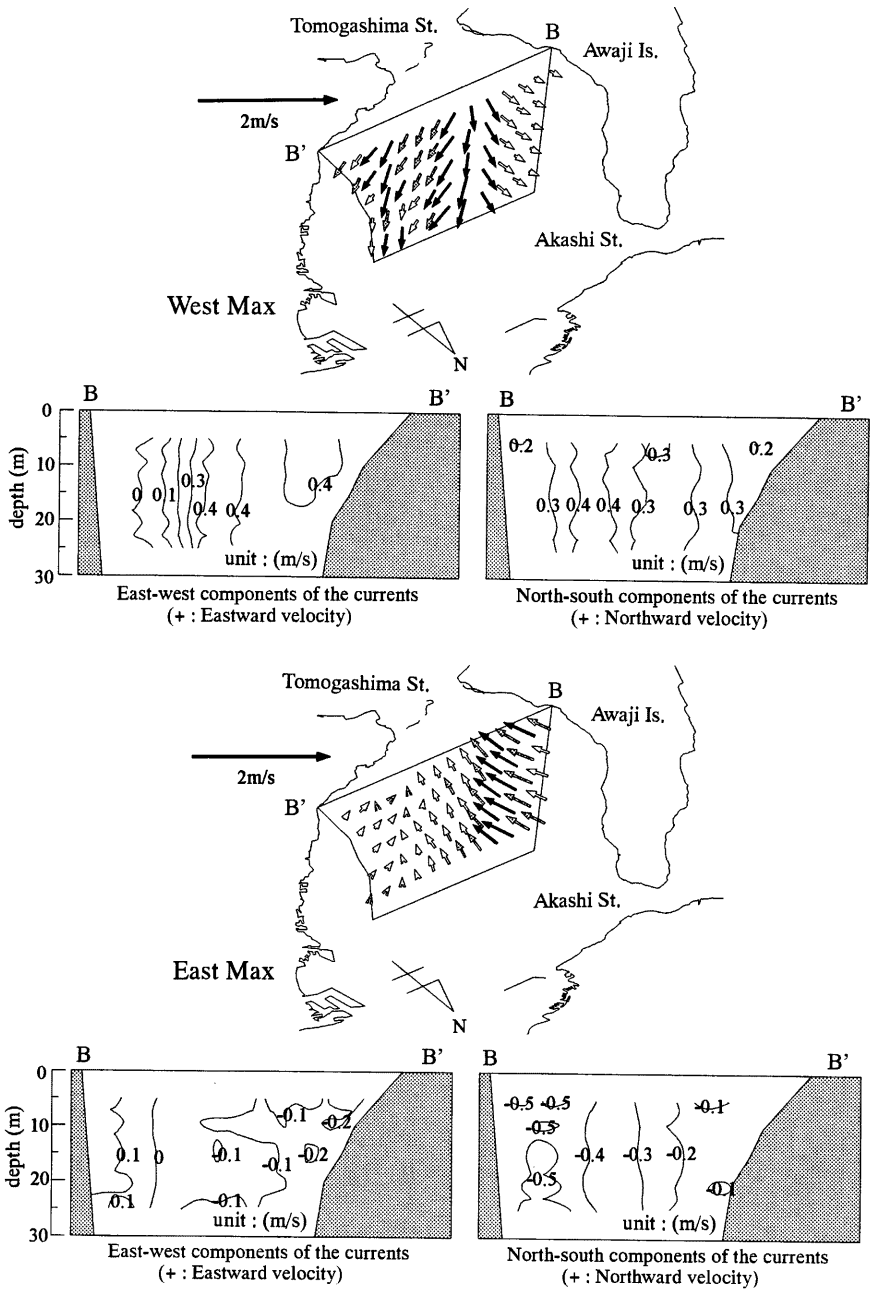 Tomogashima St.
B
Awaji Is.
2m/s
B'
Akashi St.
West Max
N
B
B'
B
B'
0
10
20
30
depth (m)
0
0.1
0.3
0.4
0.4
0.4
unit : (m/s)
0.2
0.3
0.2
0.3
0.4
0.4
0.3
0.3
0.3
unit : (m/s)
East-west components of the currents
(+ : Eastward velocity)
North-south components of the currents
(+ : Northward velocity)
Tomogashima St.
B
Awaji Is.
2m/s
B'
Akashi St.
East Max
N
B
B'
B
B'
0
10
20
30
depth (m)
-0.1
-0.2
0.1
0
-0.1
-0.1
-0.2
0.1
-0.1
unit : (m/s)
-0.5
-0.5
-0.1
-0.5
-0.4
-0.3
-0.2
-0.5
-0.1
unit : (m/s)
East-west components of the currents
(+ : Eastward velocity)
North-south components of the currents
(+ : Northward velocity)